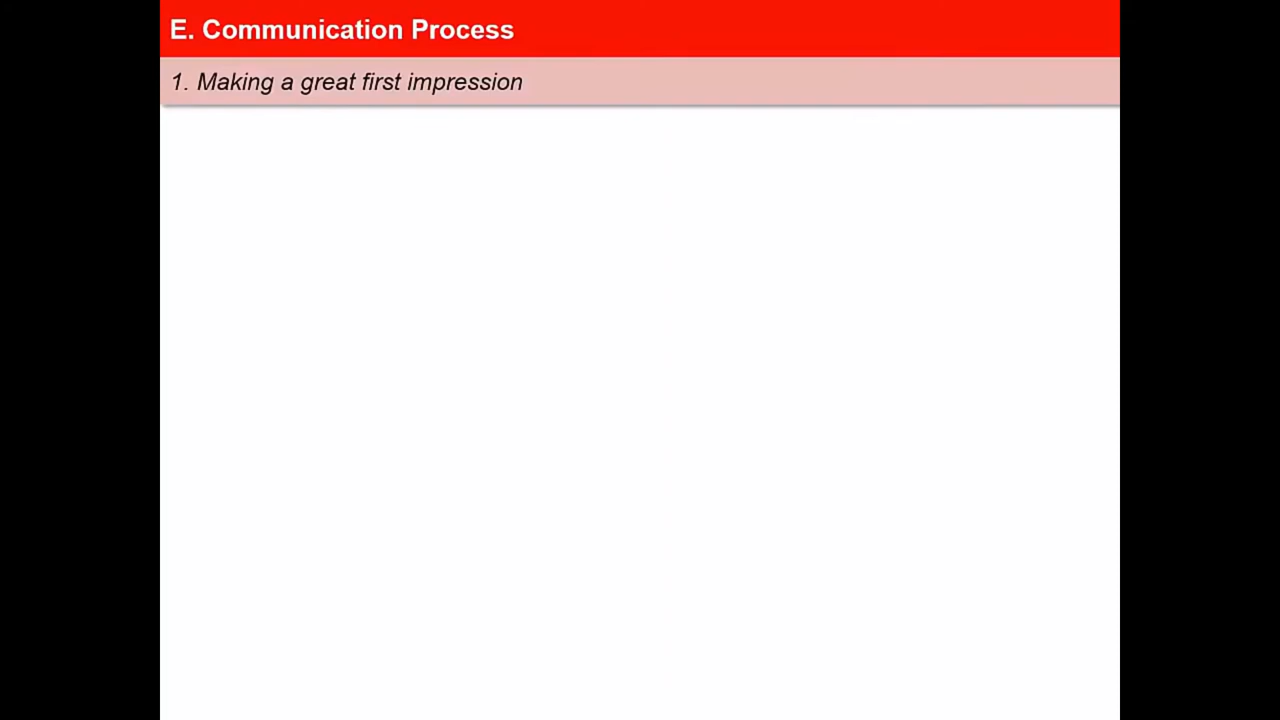 E. Communication Process
1. Making a great first impression